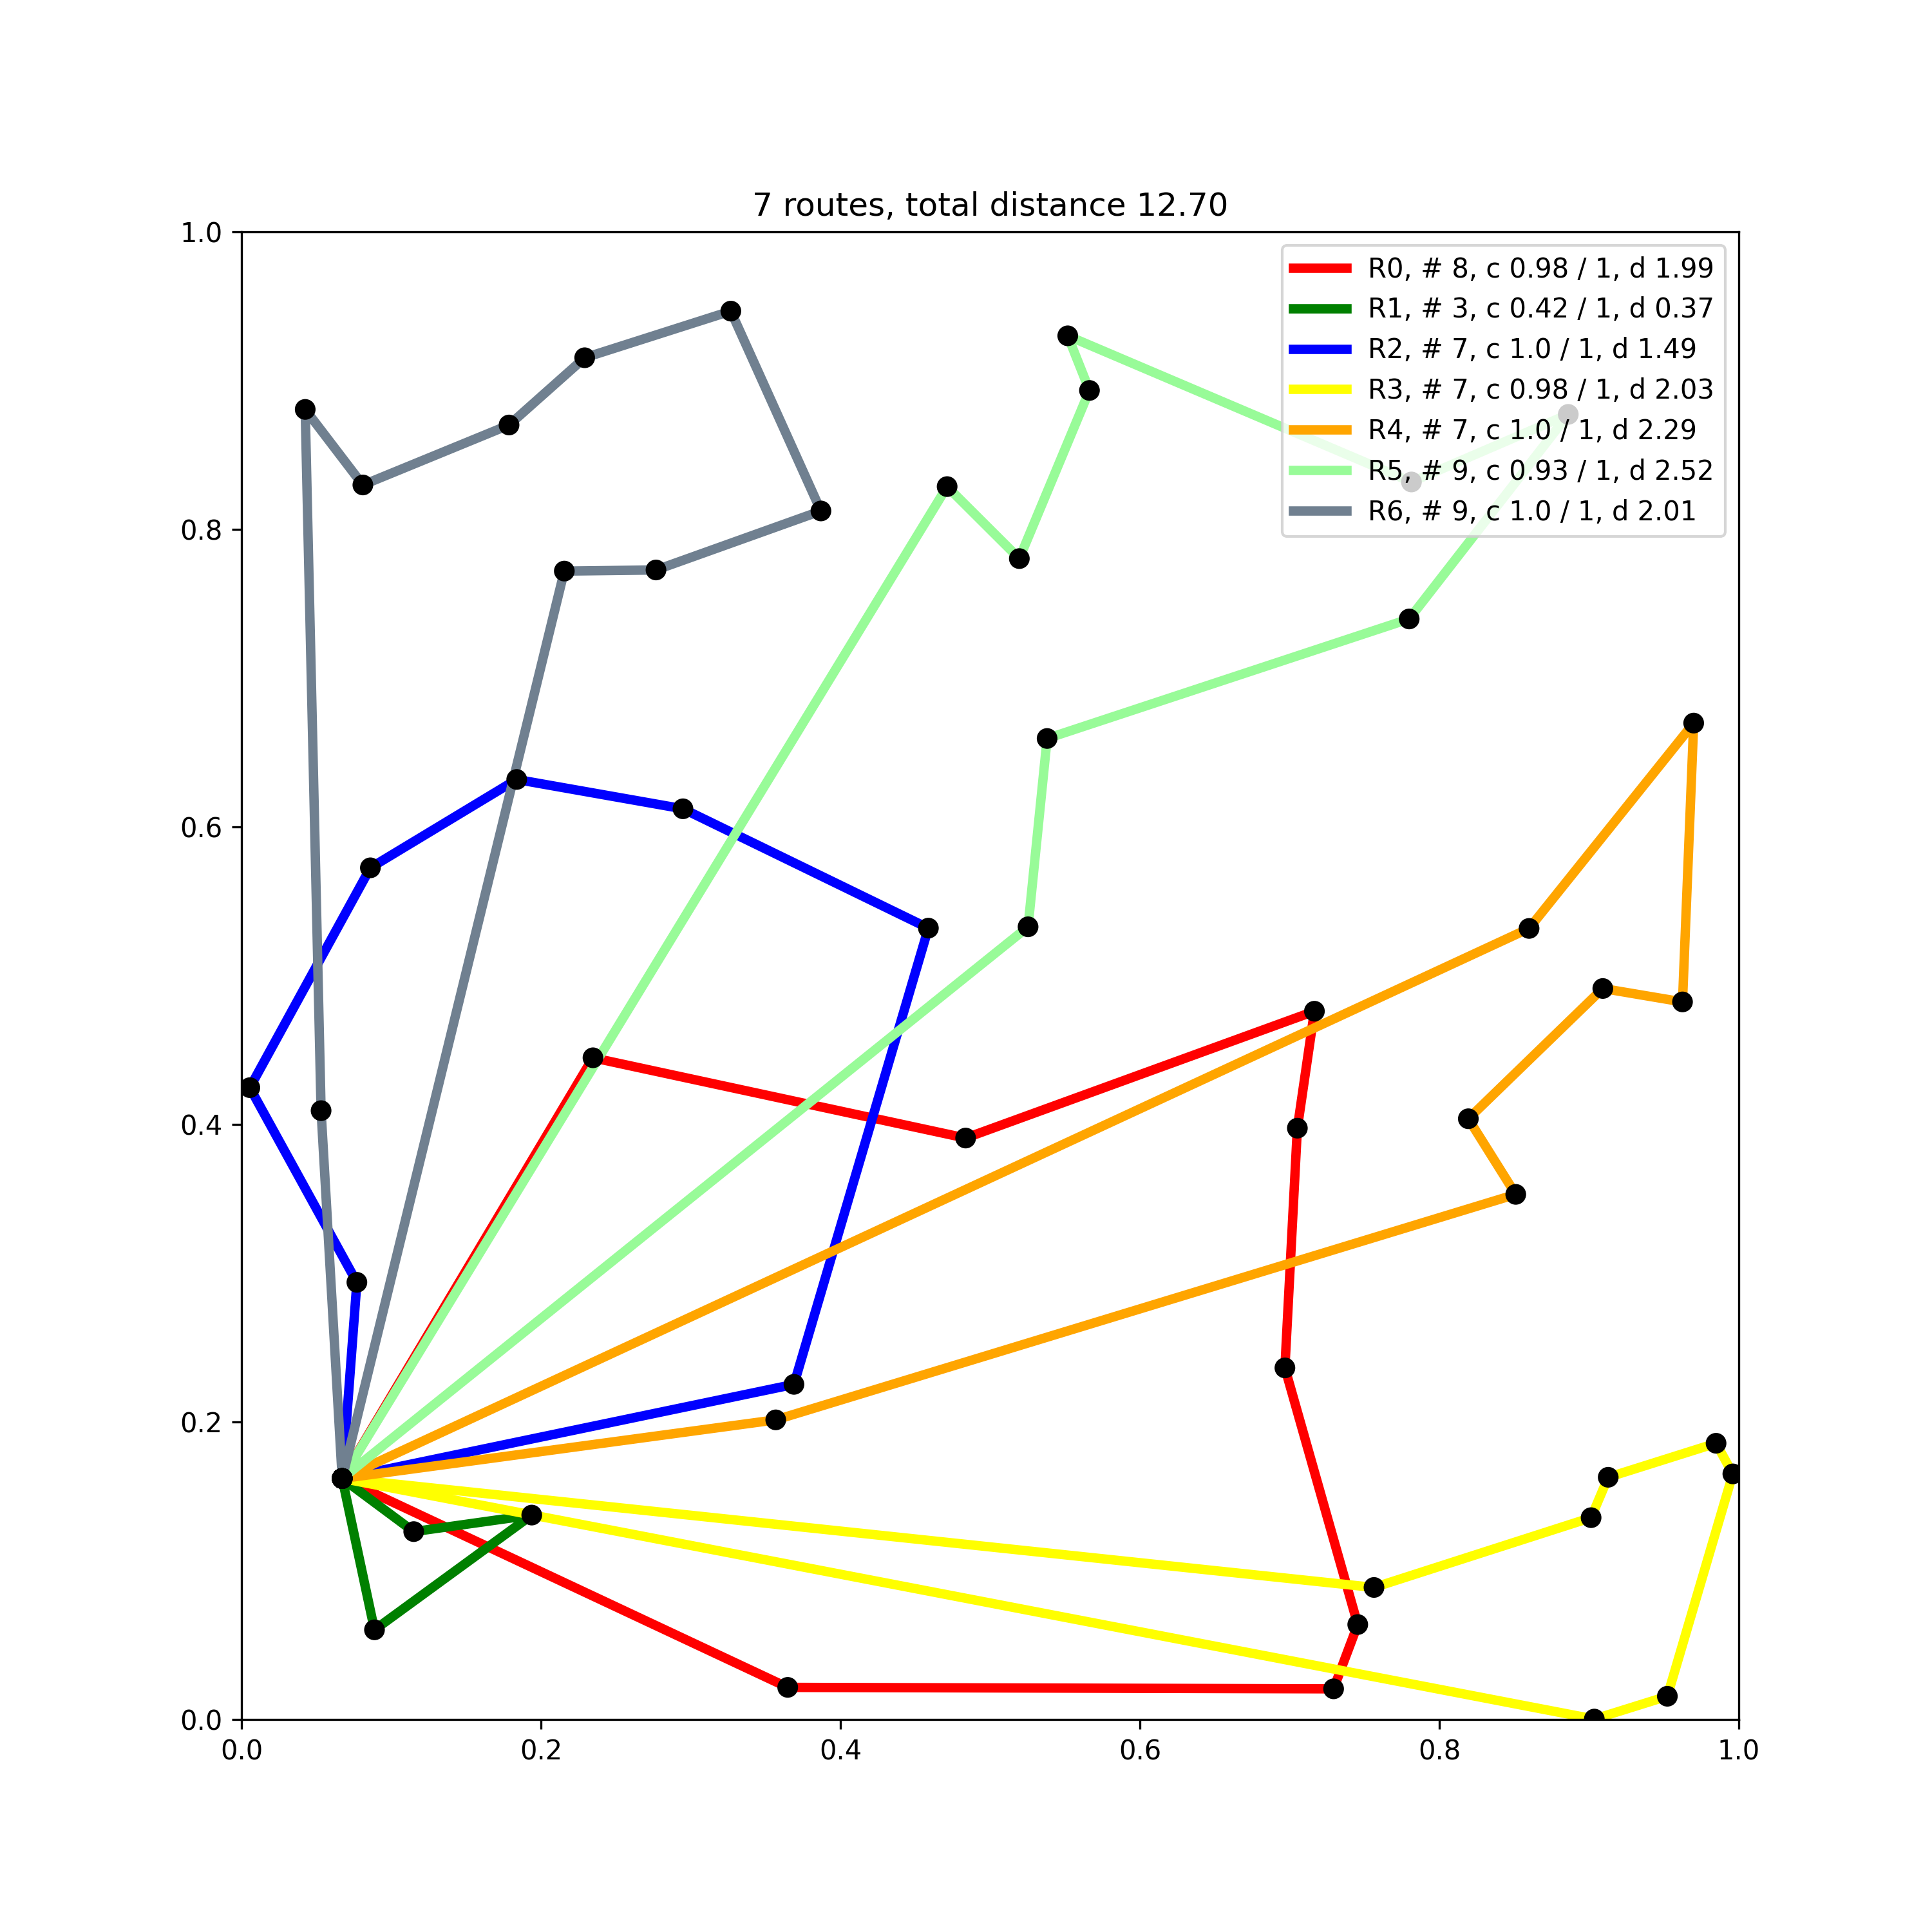 7 routes, total distance 12.70
1.0
0.8
0.6
0.4
0.2
0.0
0.0 0.2 0.4 0.6 0.8 1.0
R0, # 8, c 0.98 / 1, d 1.99
R1, # 3, c 0.42 / 1, d 0.37
R2, # 7, c 1.0 / 1, d 1.49
R3, # 7, c 0.98 / 1, d 2.03
R4, # 7, c 1.0 / 1, d 2.29
R5, # 9, c 0.93 / 1, d 2.52
R6, # 9, c 1.0 / 1, d 2.01